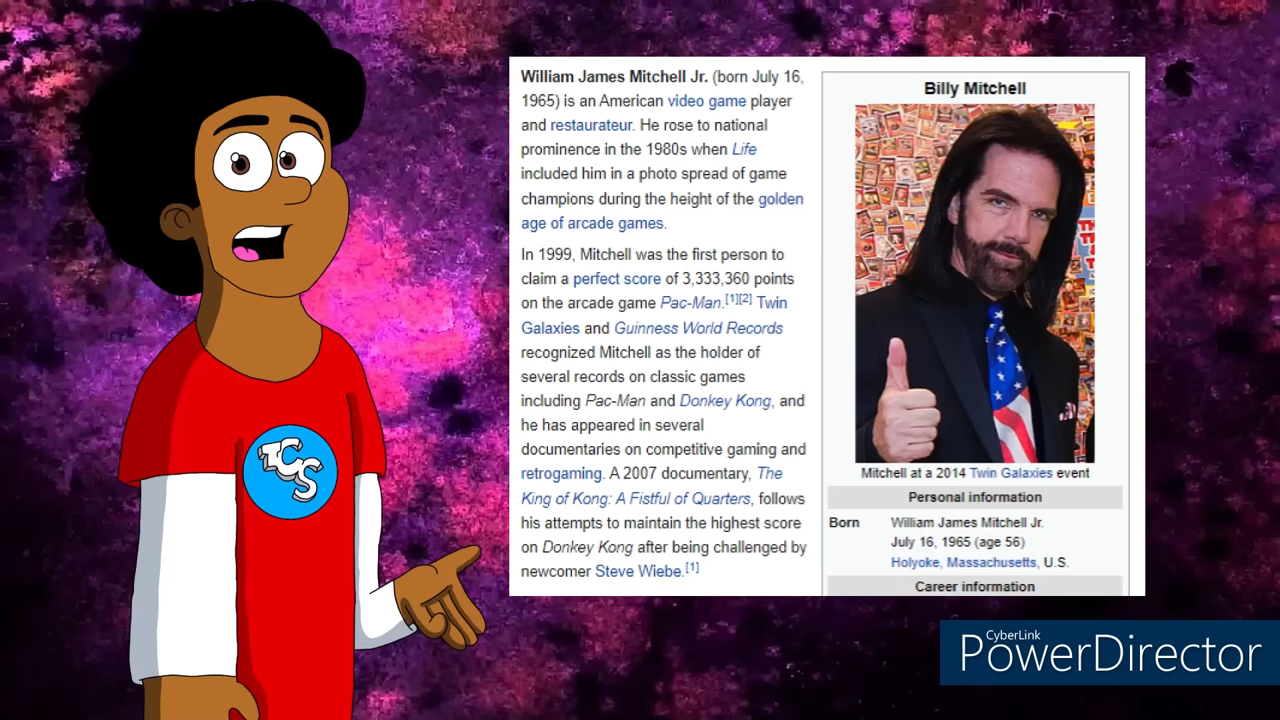 William James Mitchell Jr. (born July 16,
1965) is an American video game player
and restaurateur. He rose to national
prominence in the 1980s when Life
included him in a photo spread of game
champions during the height of the golden
age of arcade games.
In 1999, Mitchell was the first person to
claim a perfect score of 3,333,360 points
on the arcade game Pac-Man.[1][2] Twin
Galaxies and Guinness World Records
recognized Mitchell as the holder of
several records on classic games
including Pac-Man and Donkey Kong, and
he has appeared in several
documentaries on competitive gaming and
retrogaming. A 2007 documentary, The
King of Kong: A Fistful of Quarters, follows
his attempts to maintain the highest score
on Donkey Kong after being challenged by
newcomer Steve Wiebe.[1]
Billy Mitchell
Mitchell at a 2014 Twin Galaxies event
Personal information
Born William James Mitchell Jr.
July 16, 1965 (age 56)
Holyoke, Massachusetts, U.S.
Career information
TCS
CyberLink
PowerDirector